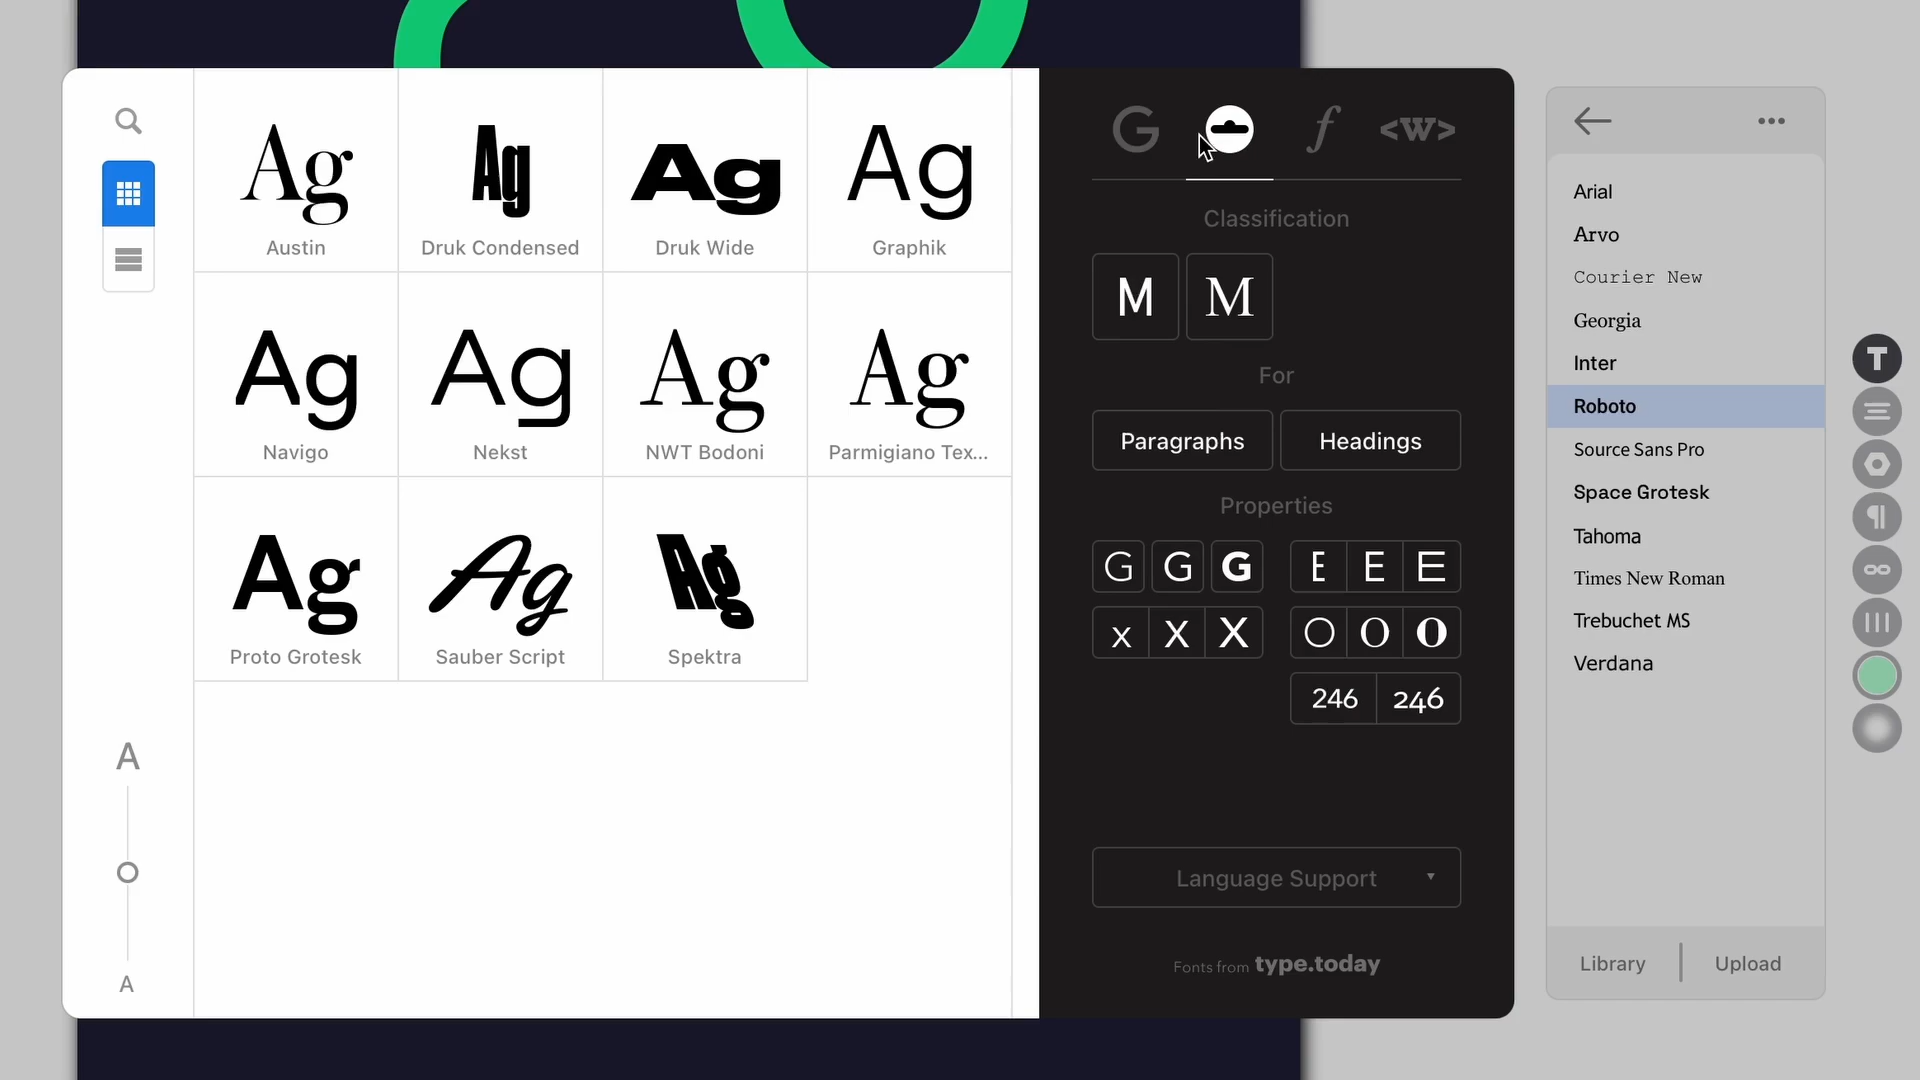 Ag Ag Ag Ag
Austin Druk Condensed Druk Wide Graphik
Ag Ag Ag Ag
Navigo Nekst NWT Bodoni Parmigiano Tex...
Ag Ag Ag
Proto Grotesk Sauber Script Spektra
A
A
G f <W>
Classification
M M
For
Paragraphs Headings
Properties
G G G E E E
x X X O O O
246 246
Language Support
Fonts from type.today
Arial
Arvo
Courier New
Georgia
Inter
Roboto
Source Sans Pro
Space Grotesk
Tahoma
Times New Roman
Trebuchet MS
Verdana
Library Upload
T
¶